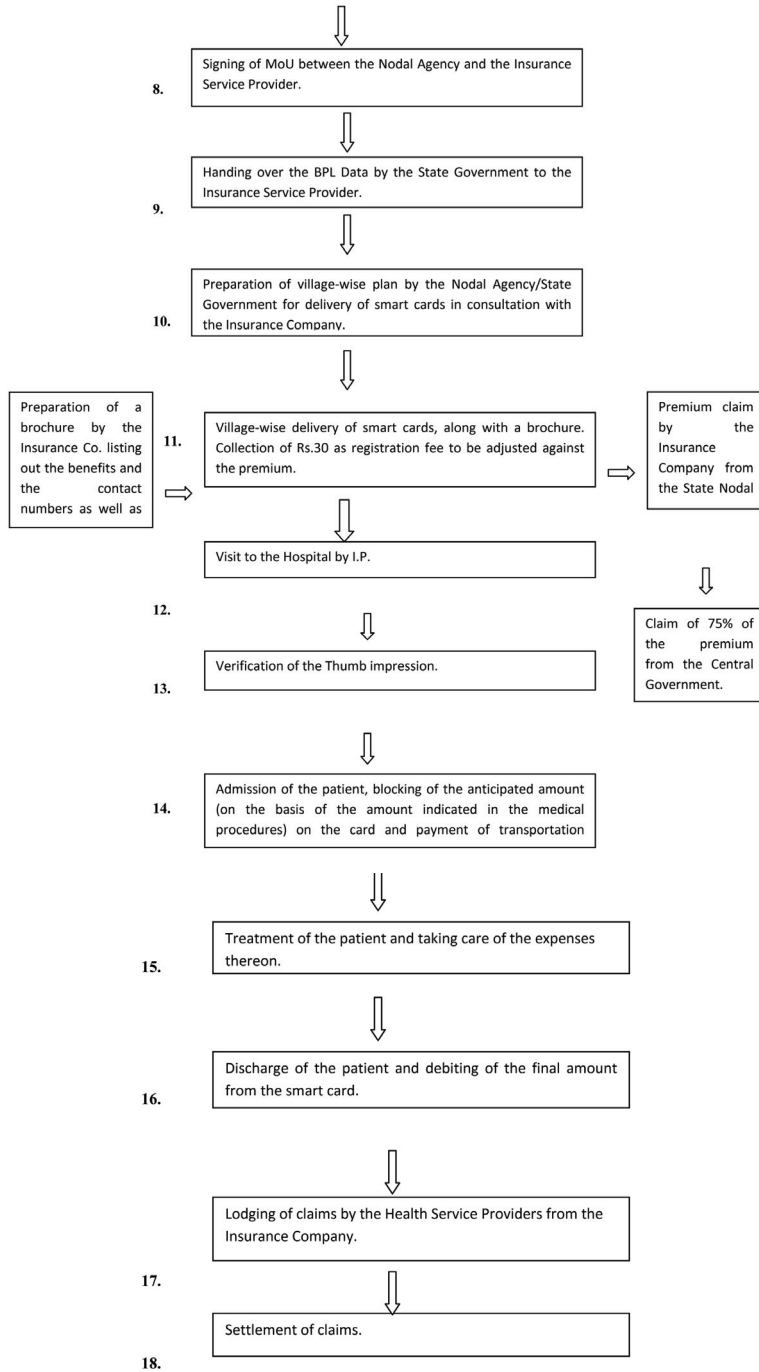 Signing of MoU between the Nodal Agency and the Insurance
Service Provider.
8.
Handing over the BPL Data by the State Government to the
Insurance Service Provider.
9.
Preparation of village-wise plan by the Nodal Agency/State
Government for delivery of smart cards in consultation with
the Insurance Company.
10.
Preparation of a
brochure by the
Insurance Co. listing
out the benefits and
the contact
numbers as well as
11.
Village-wise delivery of smart cards, along with a brochure.
Collection of Rs.30 as registration fee to be adjusted against
the premium.
Premium claim
by the
Insurance
Company from
the State Nodal
Visit to the Hospital by I.P.
12.
Claim of 75% of
the premium
from the Central
Government.
Verification of the Thumb impression.
13.
Admission of the patient, blocking of the anticipated amount
(on the basis of the amount indicated in the medical
procedures) on the card and payment of transportation
14.
Treatment of the patient and taking care of the expenses
thereon.
15.
Discharge of the patient and debiting of the final amount
from the smart card.
16.
Lodging of claims by the Health Service Providers from the
Insurance Company.
17.
Settlement of claims.
18.